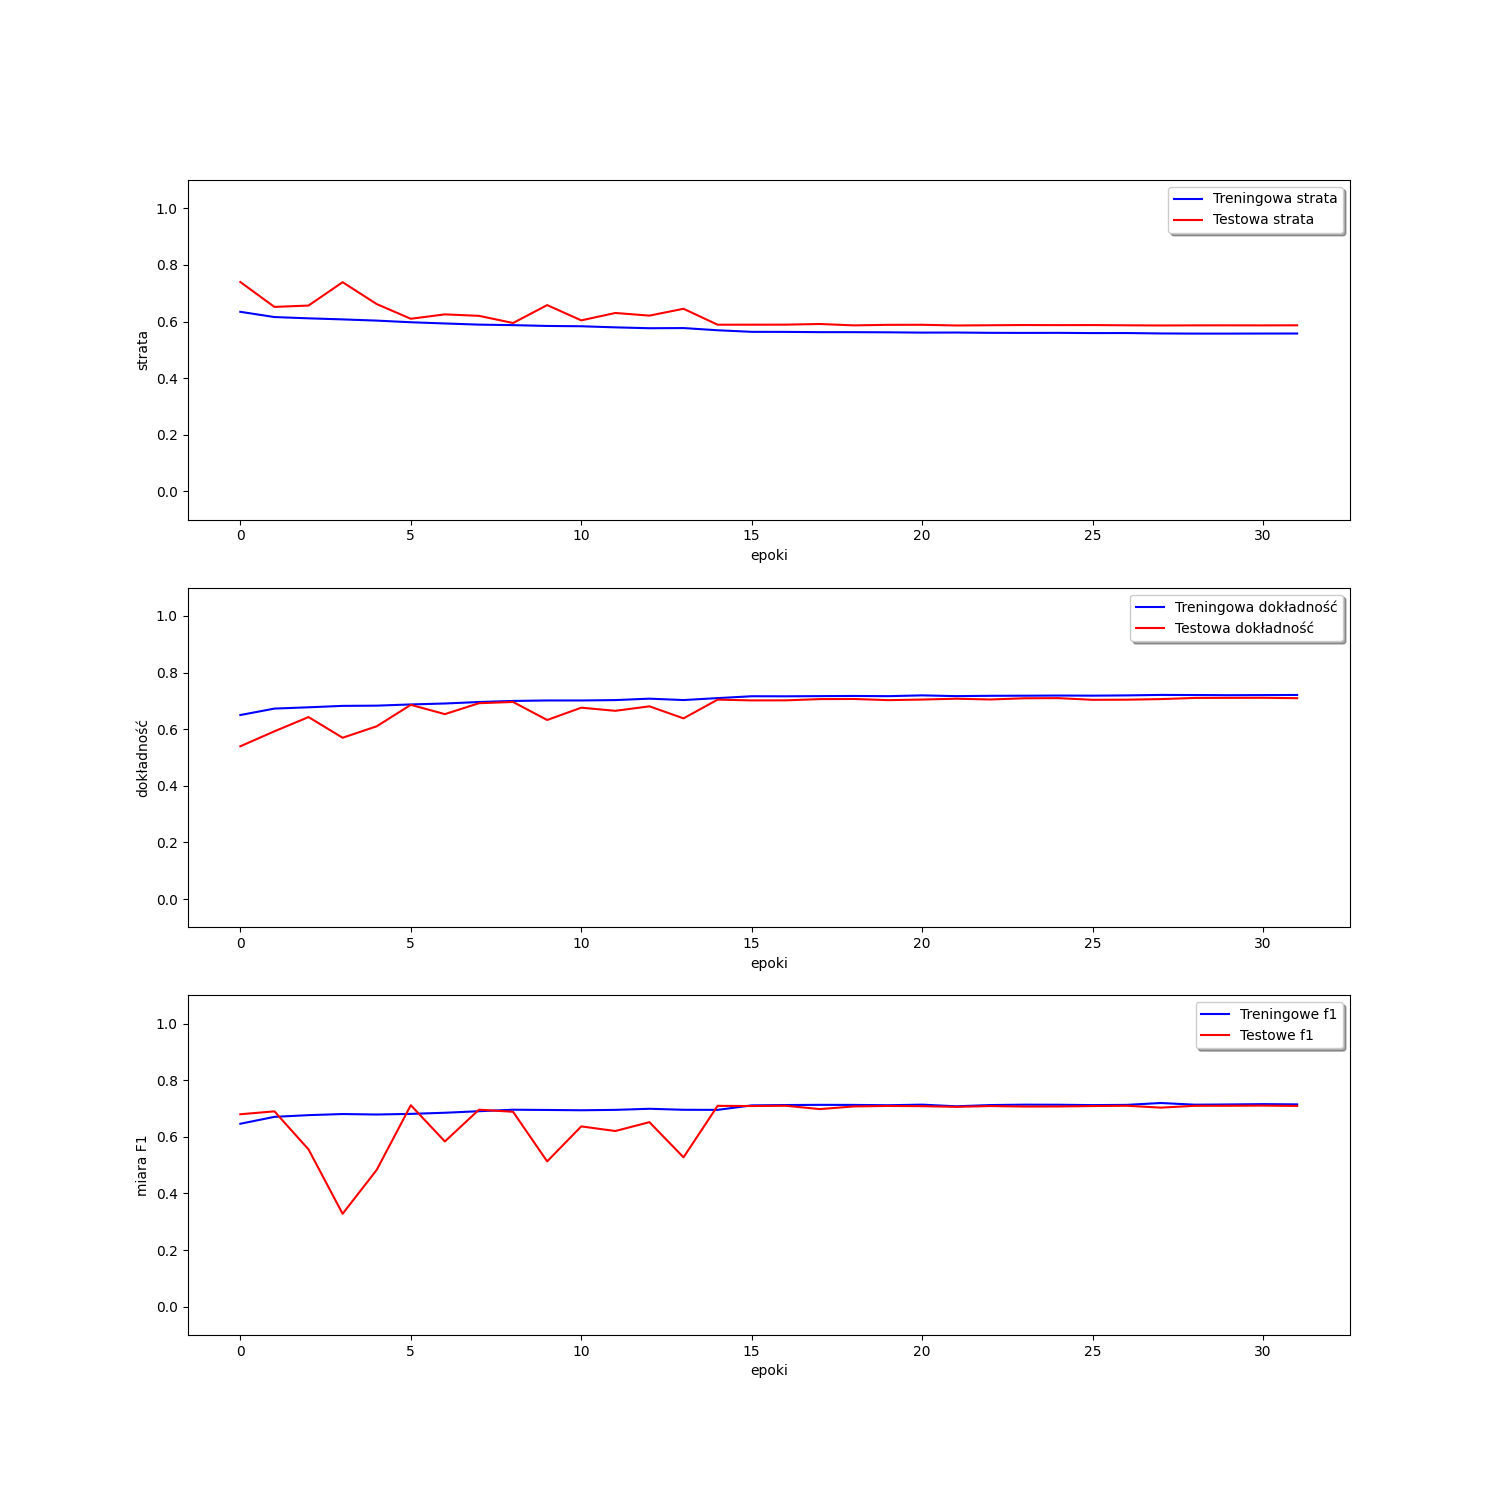 1.0
0.8
0.6
0.4
0.2
0.0
strata
Treningowa strata
Testowa strata
0 5 10 15 20 25 30
epoki
1.0
0.8
0.6
0.4
0.2
0.0
dokładność
Treningowa dokładność
Testowa dokładność
0 5 10 15 20 25 30
epoki
1.0
0.8
0.6
0.4
0.2
0.0
miara F1
Treningowe f1
Testowe f1
0 5 10 15 20 25 30
epoki